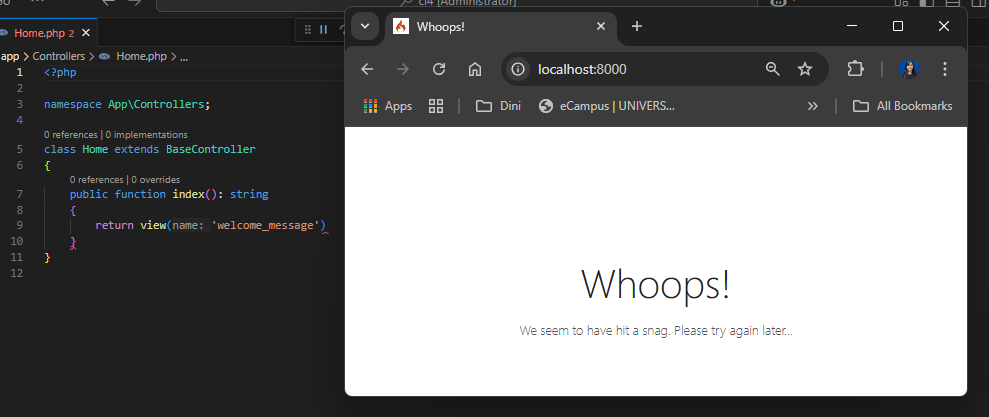 ci4 [Administrator]
Home.php 2
app > Controllers > Home.php > ...
1 <?php
2
3 namespace App\Controllers;
4
0 references | 0 implementations
5 class Home extends BaseController
6 {
0 references | 0 overrides
7 public function index(): string
8 {
9 return view(name: 'welcome_message')
10 }
11 }
12
Whoops!
localhost:8000
Apps
Dini
eCampus | UNIVERS...
»
All Bookmarks
Whoops!
We seem to have hit a snag. Please try again later...